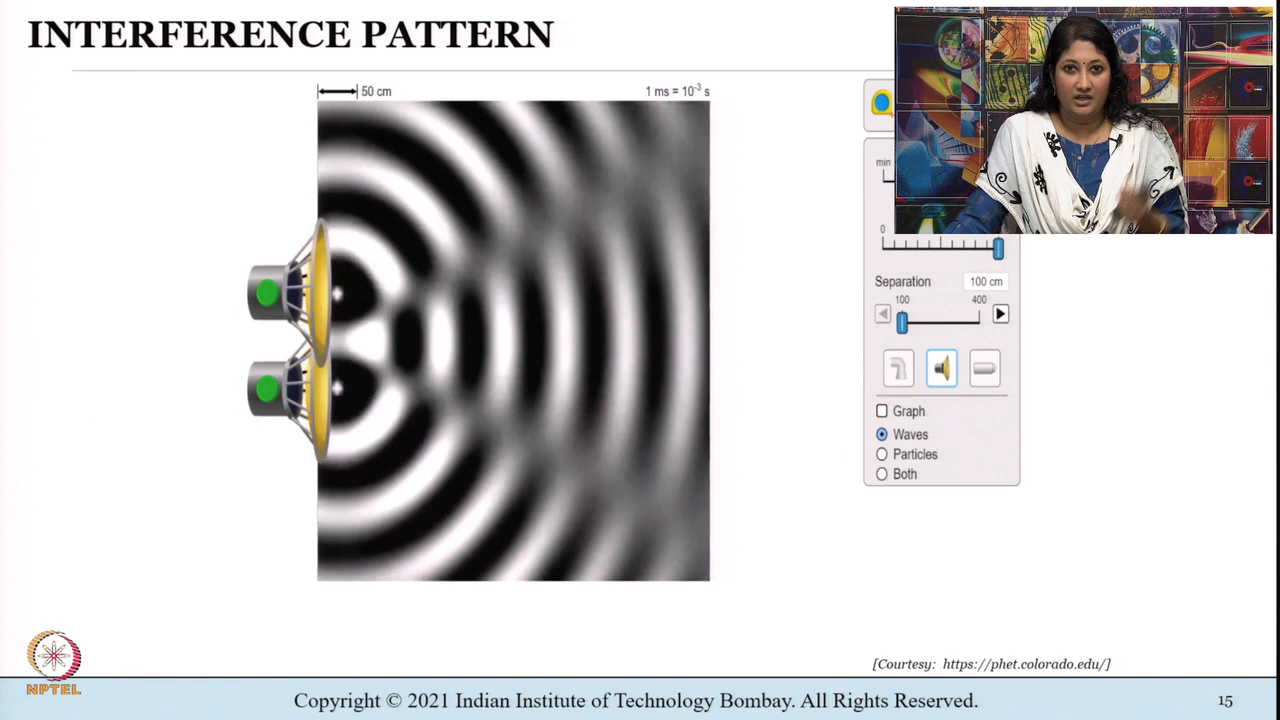 INTERFERENCE PATTERN
50 cm
1 ms = 10⁻³ s
min
0
Separation
100 cm
100
400
Graph
Waves
Particles
Both
[Courtesy: https://phet.colorado.edu/]
NPTEL
Copyright © 2021 Indian Institute of Technology Bombay. All Rights Reserved.
15